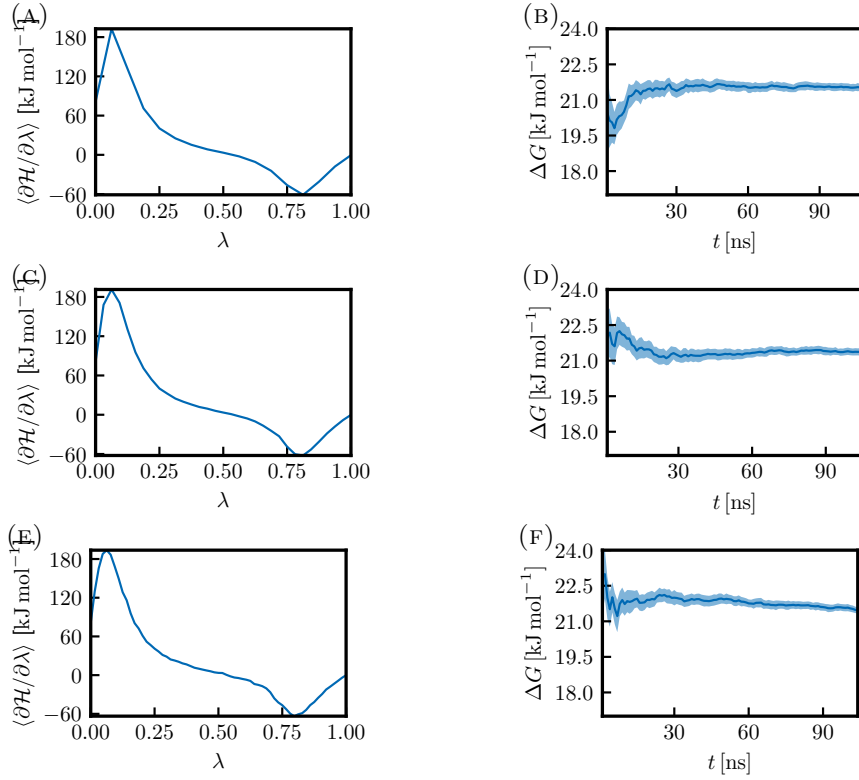 (A)
⟨∂ℋ/∂λ⟩ [kJ mol⁻¹]
180
120
60
0
−60
0.00 0.25 0.50 0.75 1.00
λ
(B)
ΔG [kJ mol⁻¹]
24.0
22.5
21.0
19.5
18.0
30 60 90
t [ns]
(C)
⟨∂ℋ/∂λ⟩ [kJ mol⁻¹]
180
120
60
0
−60
0.00 0.25 0.50 0.75 1.00
λ
(D)
ΔG [kJ mol⁻¹]
24.0
22.5
21.0
19.5
18.0
30 60 90
t [ns]
(E)
⟨∂ℋ/∂λ⟩ [kJ mol⁻¹]
180
120
60
0
−60
0.00 0.25 0.50 0.75 1.00
λ
(F)
ΔG [kJ mol⁻¹]
24.0
22.5
21.0
19.5
18.0
30 60 90
t [ns]